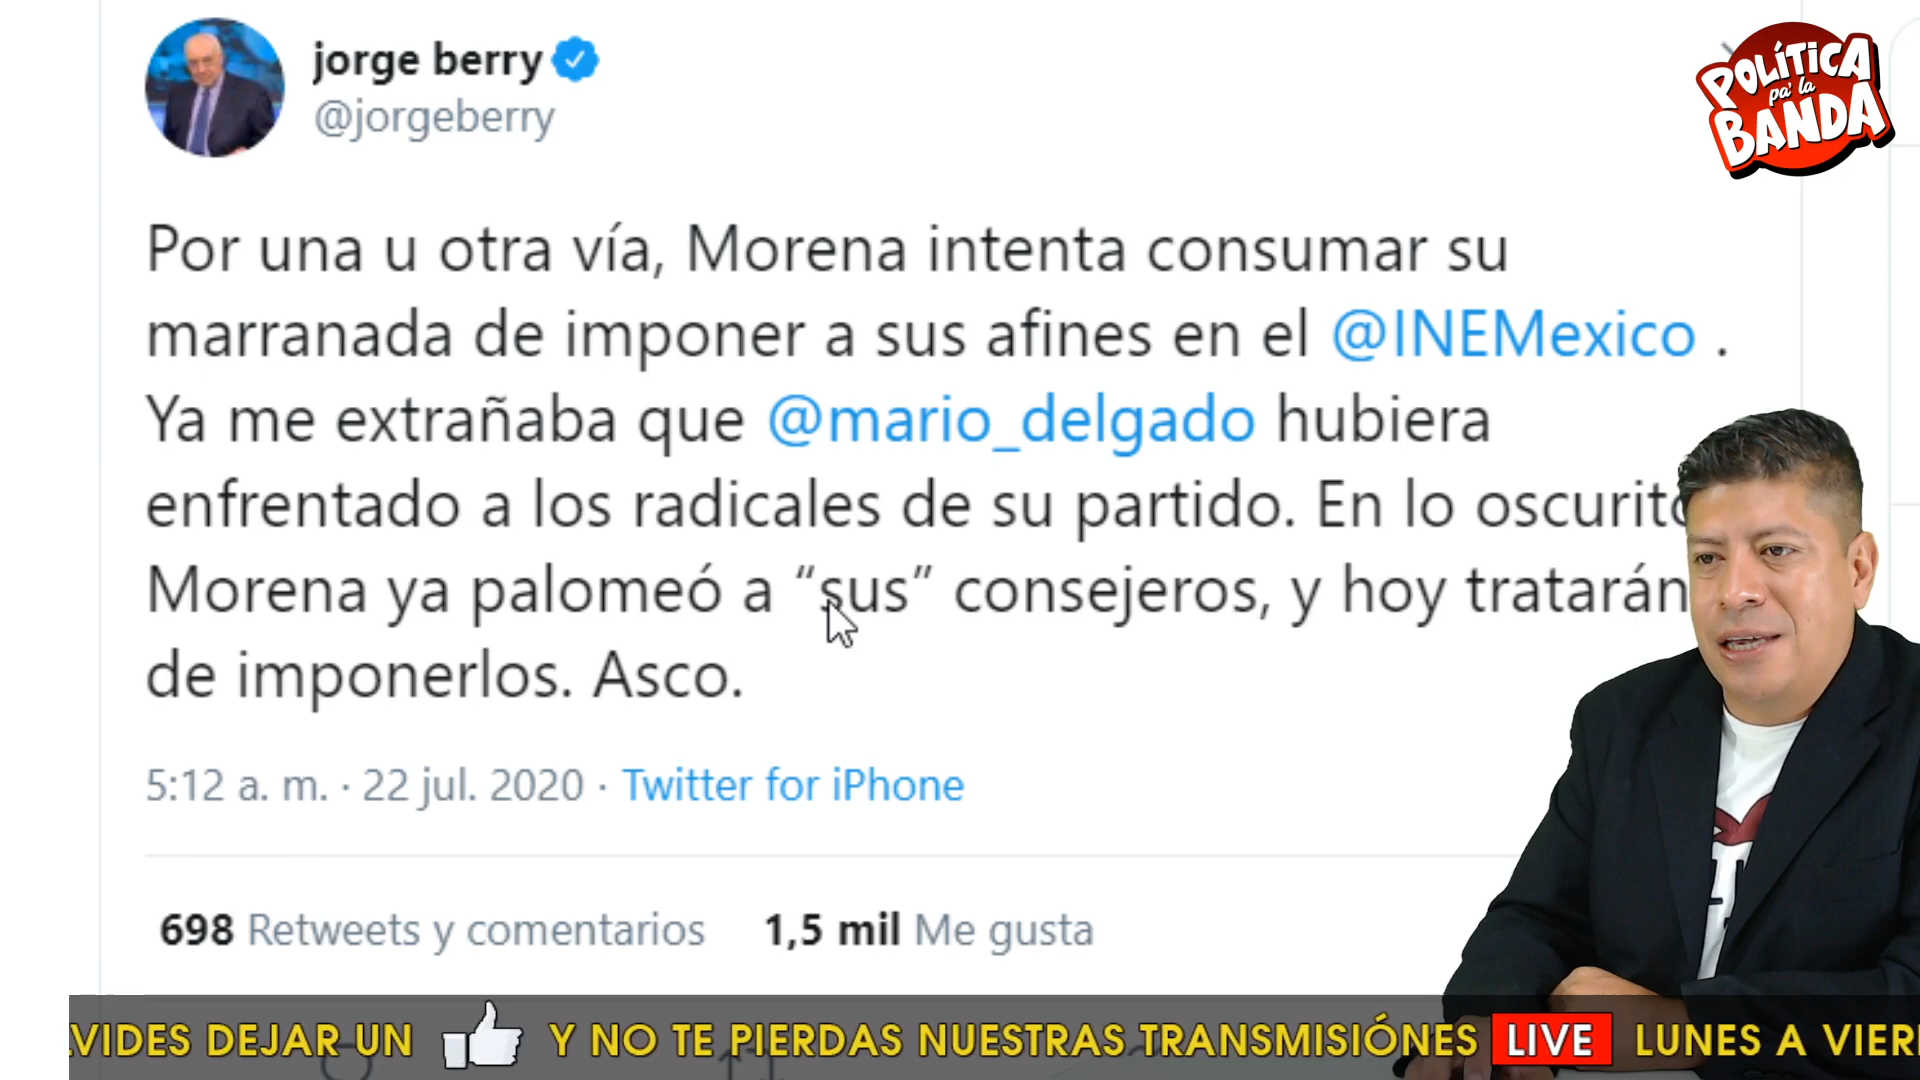 jorge berry
@jorgeberry
POLÍTICA
pa' la
BANDA
Por una u otra vía, Morena intenta consumar su
marranada de imponer a sus afines en el @INEMexico .
Ya me extrañaba que @mario_delgado hubiera
enfrentado a los radicales de su partido. En lo oscurito
Morena ya palomeó a “sus” consejeros, y hoy tratarán
de imponerlos. Asco.
5:12 a. m. · 22 jul. 2020 · Twitter for iPhone
698 Retweets y comentarios 1,5 mil Me gusta
LVIDES DEJAR UN Y NO TE PIERDAS NUESTRAS TRANSMISIÓNES LIVE LUNES A VIER